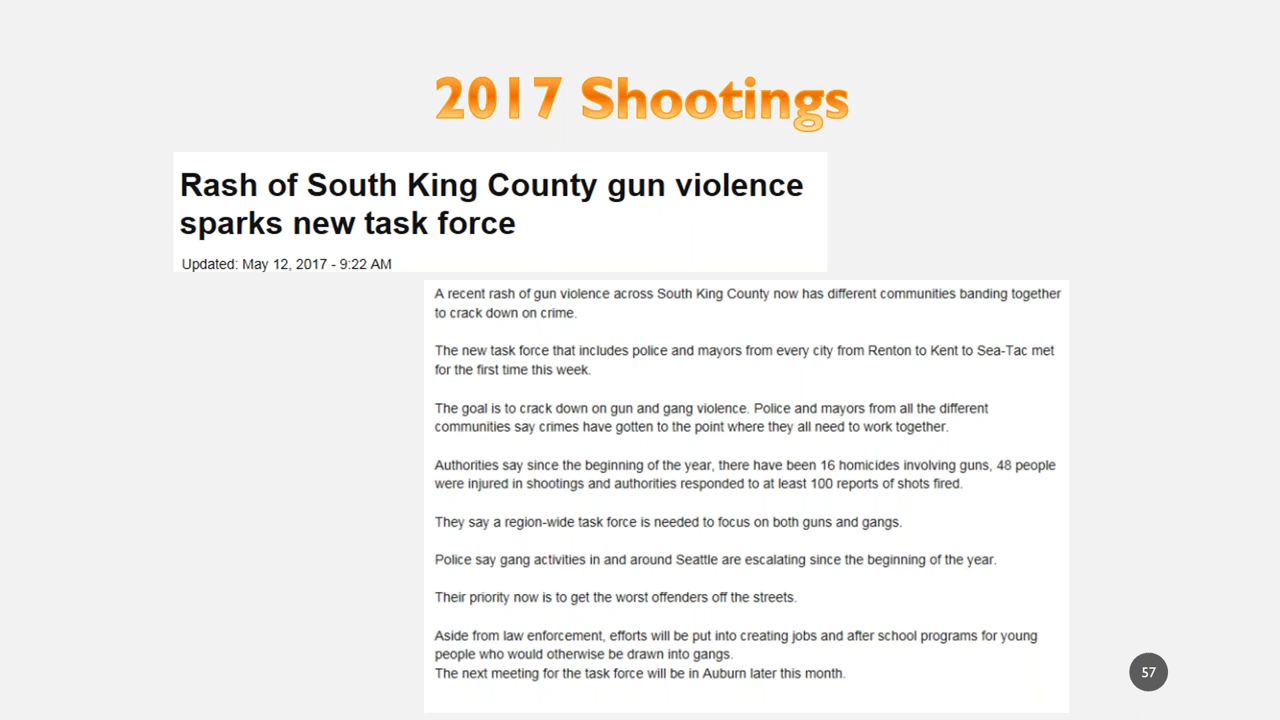 2017 Shootings
Rash of South King County gun violence
sparks new task force
Updated: May 12, 2017 - 9:22 AM
A recent rash of gun violence across South King County now has different communities banding together
to crack down on crime.
The new task force that includes police and mayors from every city from Renton to Kent to Sea-Tac met
for the first time this week.
The goal is to crack down on gun and gang violence. Police and mayors from all the different
communities say crimes have gotten to the point where they all need to work together.
Authorities say since the beginning of the year, there have been 16 homicides involving guns, 48 people
were injured in shootings and authorities responded to at least 100 reports of shots fired.
They say a region-wide task force is needed to focus on both guns and gangs.
Police say gang activities in and around Seattle are escalating since the beginning of the year.
Their priority now is to get the worst offenders off the streets.
Aside from law enforcement, efforts will be put into creating jobs and after school programs for young
people who would otherwise be drawn into gangs.
The next meeting for the task force will be in Auburn later this month.
57